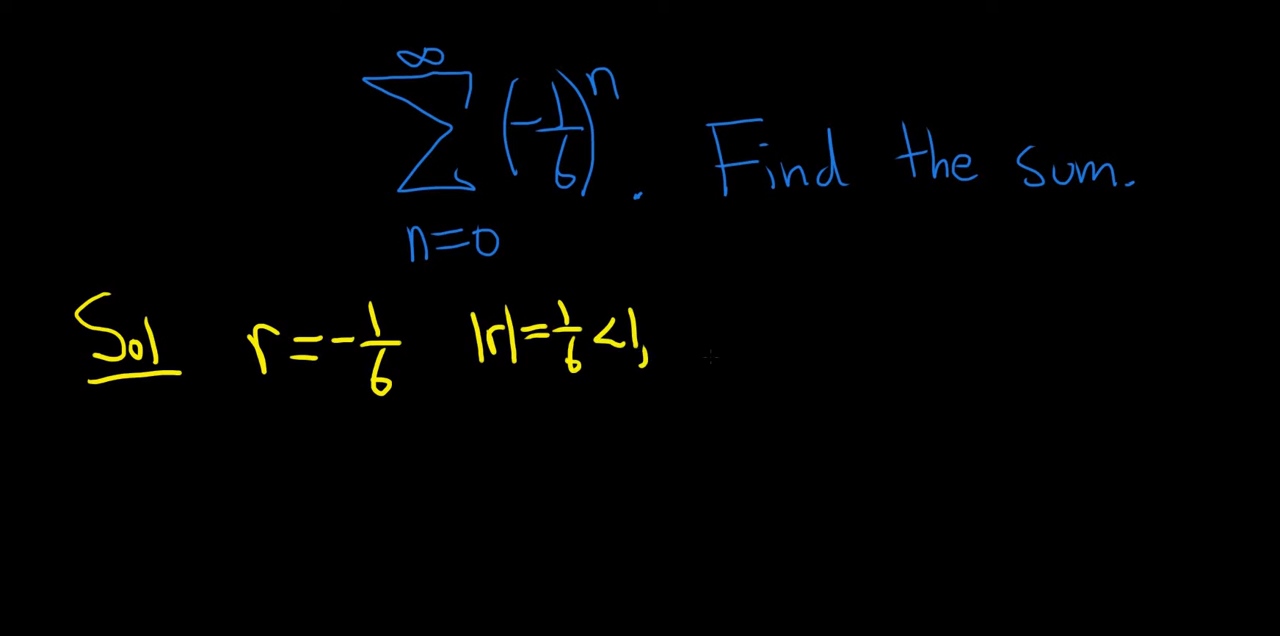 ∞
∑ (-1/6)^n. Find the sum.
n=0
Sol r=-1/6 |r|=1/6<1,